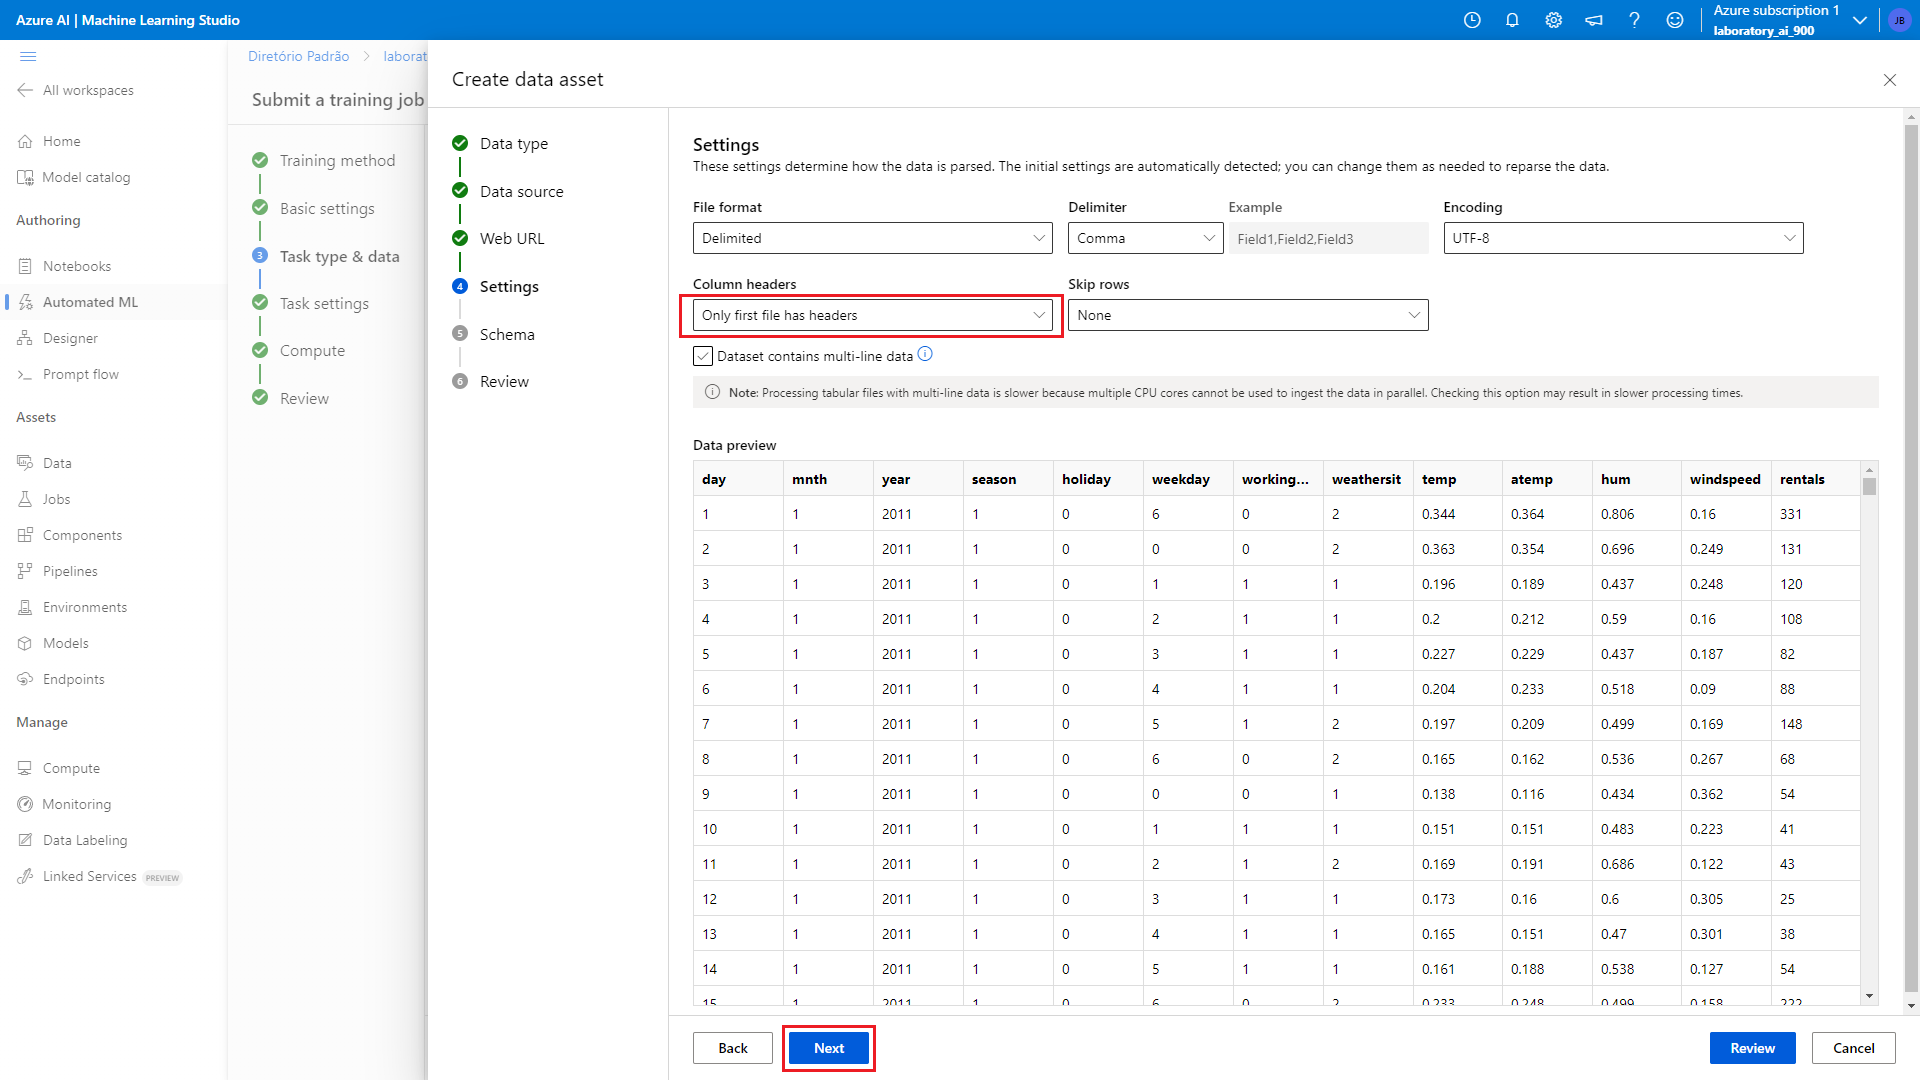 Azure AI | Machine Learning Studio
Azure subscription 1
laboratory_ai_900
JB
All workspaces
Home
Model catalog
Authoring
Notebooks
Automated ML
Designer
Prompt flow
Assets
Data
Jobs
Components
Pipelines
Environments
Models
Endpoints
Manage
Compute
Monitoring
Data Labeling
Linked Services PREVIEW
Diretório Padrão > laborat
Submit a training job
Training method
Basic settings
3 Task type & data
Task settings
Compute
Review
Create data asset
Data type
Data source
Web URL
4 Settings
5 Schema
6 Review
Settings
These settings determine how the data is parsed. The initial settings are automatically detected; you can change them as needed to reparse the data.
File format Delimiter Example Encoding
Delimited Comma Field1,Field2,Field3 UTF-8
Column headers Skip rows
Only first file has headers None
Dataset contains multi-line data
Note: Processing tabular files with multi-line data is slower because multiple CPU cores cannot be used to ingest the data in parallel. Checking this option may result in slower processing times.
Data preview
day mnth year season holiday weekday working... weathersit temp atemp hum windspeed rentals
1 1 2011 1 0 6 0 2 0.344 0.364 0.806 0.16 331
2 1 2011 1 0 0 0 2 0.363 0.354 0.696 0.249 131
3 1 2011 1 0 1 1 1 0.196 0.189 0.437 0.248 120
4 1 2011 1 0 2 1 1 0.2 0.212 0.59 0.16 108
5 1 2011 1 0 3 1 1 0.227 0.229 0.437 0.187 82
6 1 2011 1 0 4 1 1 0.204 0.233 0.518 0.09 88
7 1 2011 1 0 5 1 2 0.197 0.209 0.499 0.169 148
8 1 2011 1 0 6 0 2 0.165 0.162 0.536 0.267 68
9 1 2011 1 0 0 0 1 0.138 0.116 0.434 0.362 54
10 1 2011 1 0 1 1 1 0.151 0.151 0.483 0.223 41
11 1 2011 1 0 2 1 2 0.169 0.191 0.686 0.122 43
12 1 2011 1 0 3 1 1 0.173 0.16 0.6 0.305 25
13 1 2011 1 0 4 1 1 0.165 0.151 0.47 0.301 38
14 1 2011 1 0 5 1 1 0.161 0.188 0.538 0.127 54
15 1 2011 1 0 6 0 2 0.233 0.248 0.499 0.158 222
Back Next Review Cancel